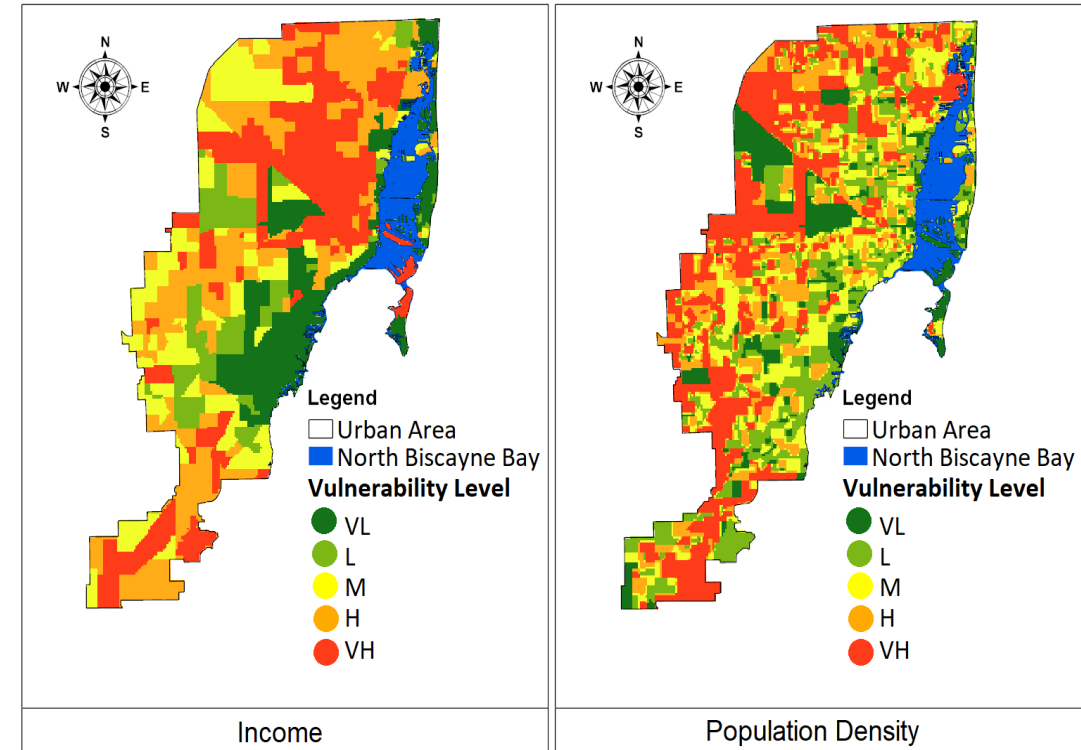 N
W E
S
Legend
Urban Area
North Biscayne Bay
Vulnerability Level
VL
L
M
H
VH
Income
N
W E
S
Legend
Urban Area
North Biscayne Bay
Vulnerability Level
VL
L
M
H
VH
Population Density